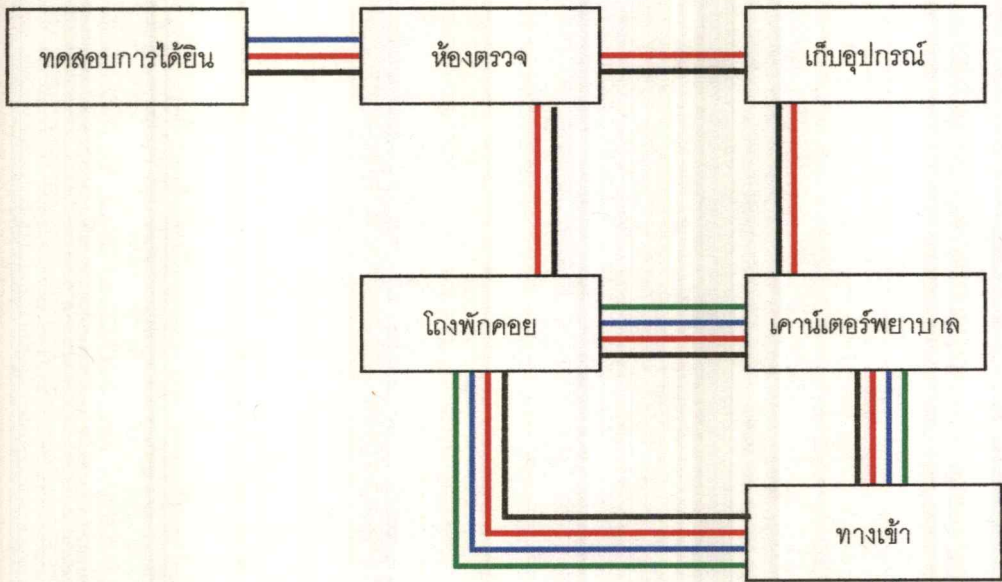 ทดสอบการได้ยิน
ห้องตรวจ
เก็บอุปกรณ์
โถงพักคอย
เคาน์เตอร์พยาบาล
ทางเข้า